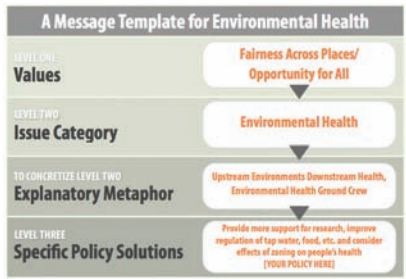 A Message Template for Environmental Health
LEVEL ONE
Values
Fairness Across Places/
Opportunity for All
LEVEL TWO
Issue Category
Environmental Health
TO CONCRETIZE LEVEL TWO
Explanatory Metaphor
Upstream Environments Downstream Health,
Environmental Health Ground Crew
LEVEL THREE
Specific Policy Solutions
Provide more support for research, improve
regulation of tap water, food, etc. and consider
effects of zoning on people's health
[YOUR POLICY HERE]